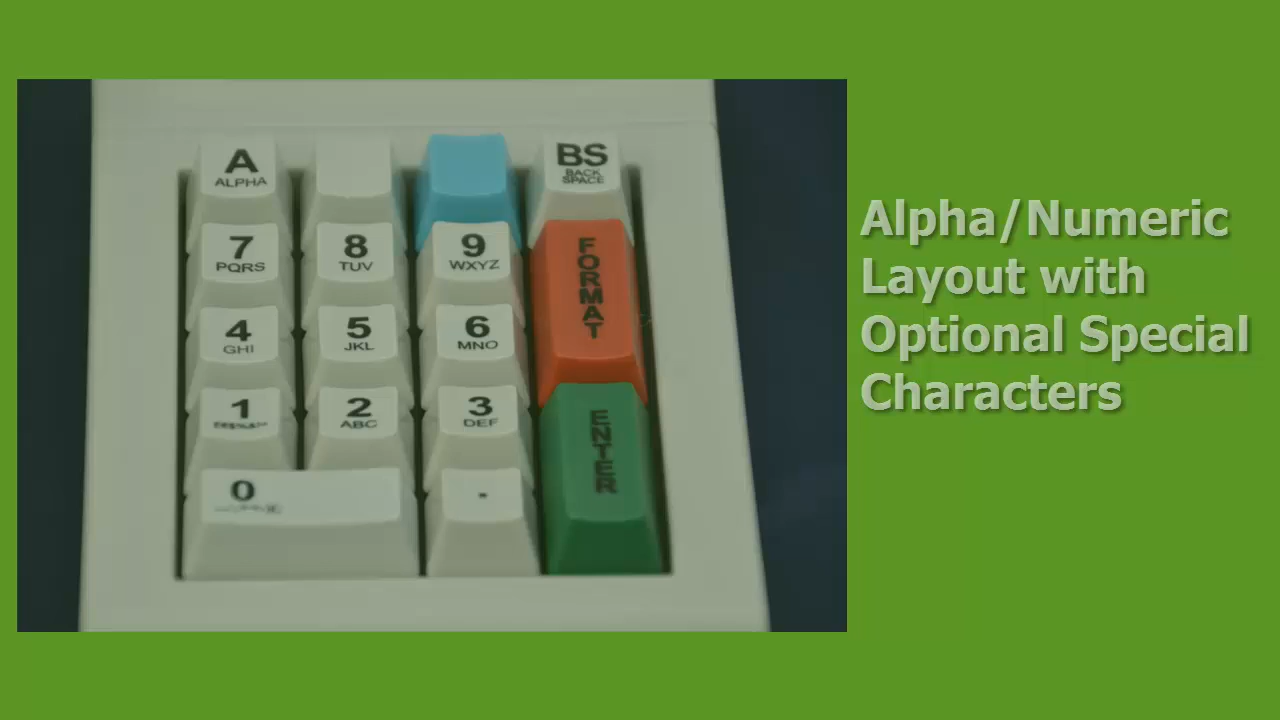 A
ALPHA
BS
BACK
SPACE
7
PQRS
8
TUV
9
WXYZ
FORMAT
4
GHI
5
JKL
6
MNO
1
2
ABC
3
DEF
ENTER
0
.
Alpha/Numeric
Layout with
Optional Special
Characters